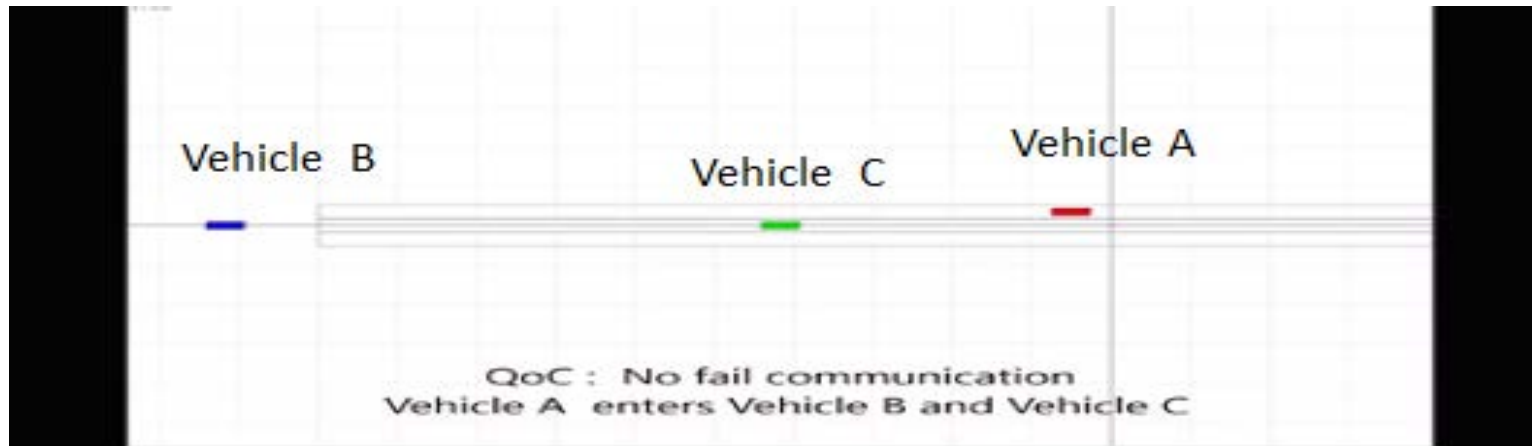 Vehicle B
Vehicle C
Vehicle A
QoC : No fail communication
Vehicle A enters Vehicle B and Vehicle C